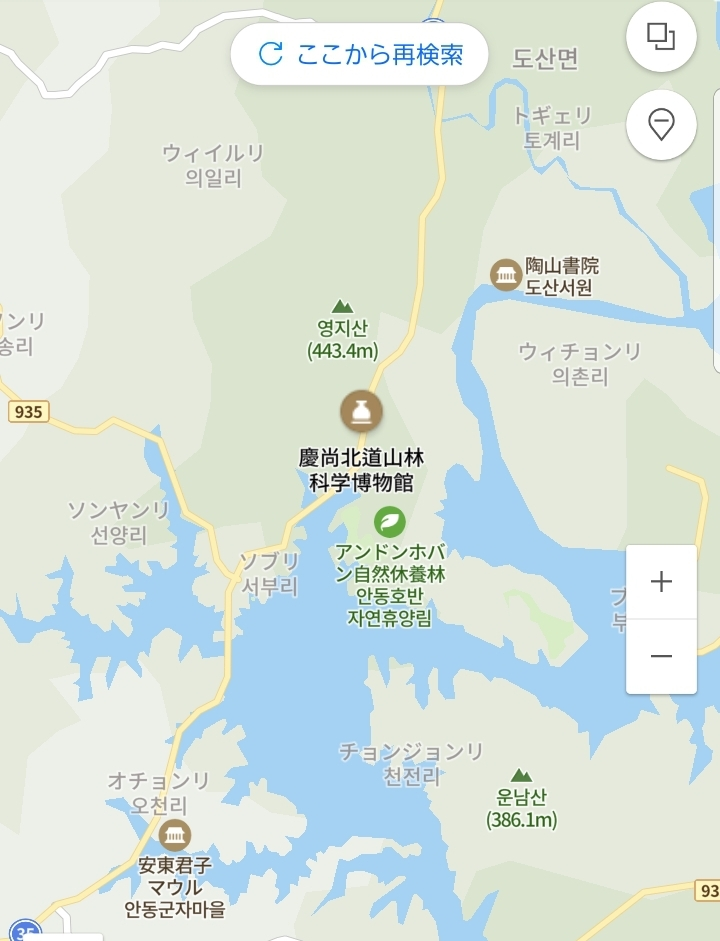 ここから再検索
도산면
トギェリ
토계리
ウィイルリ
의일리
陶山書院
도산서원
영지산
(443.4m)
ンリ
송리
ウィチョンリ
의촌리
935
慶尚北道山林
科学博物館
ソンヤンリ
선양리
アンドンホバ
ン自然休養林
안동호반
자연휴양림
ソブリ
서부리
チョンジョンリ
천전리
운남산
(386.1m)
オチョンリ
오천리
安東君子
マウル
안동군자마을
93
35